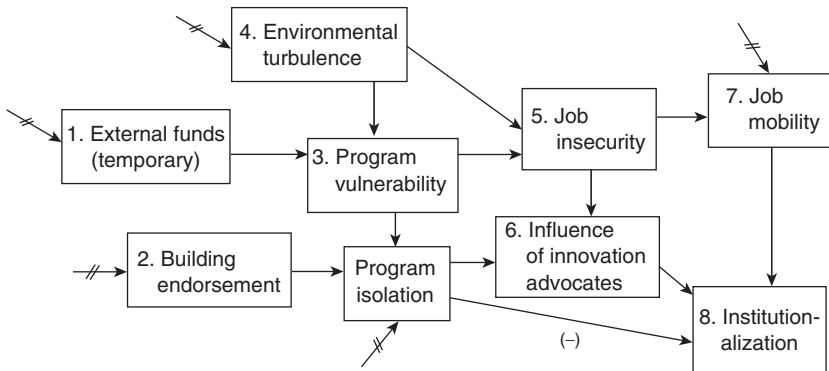 4. Environmental
turbulence
1. External funds
(temporary)
3. Program
vulnerability
5. Job
insecurity
7. Job
mobility
2. Building
endorsement
Program
isolation
6. Influence
of innovation
advocates
8. Institution-
alization
(–)